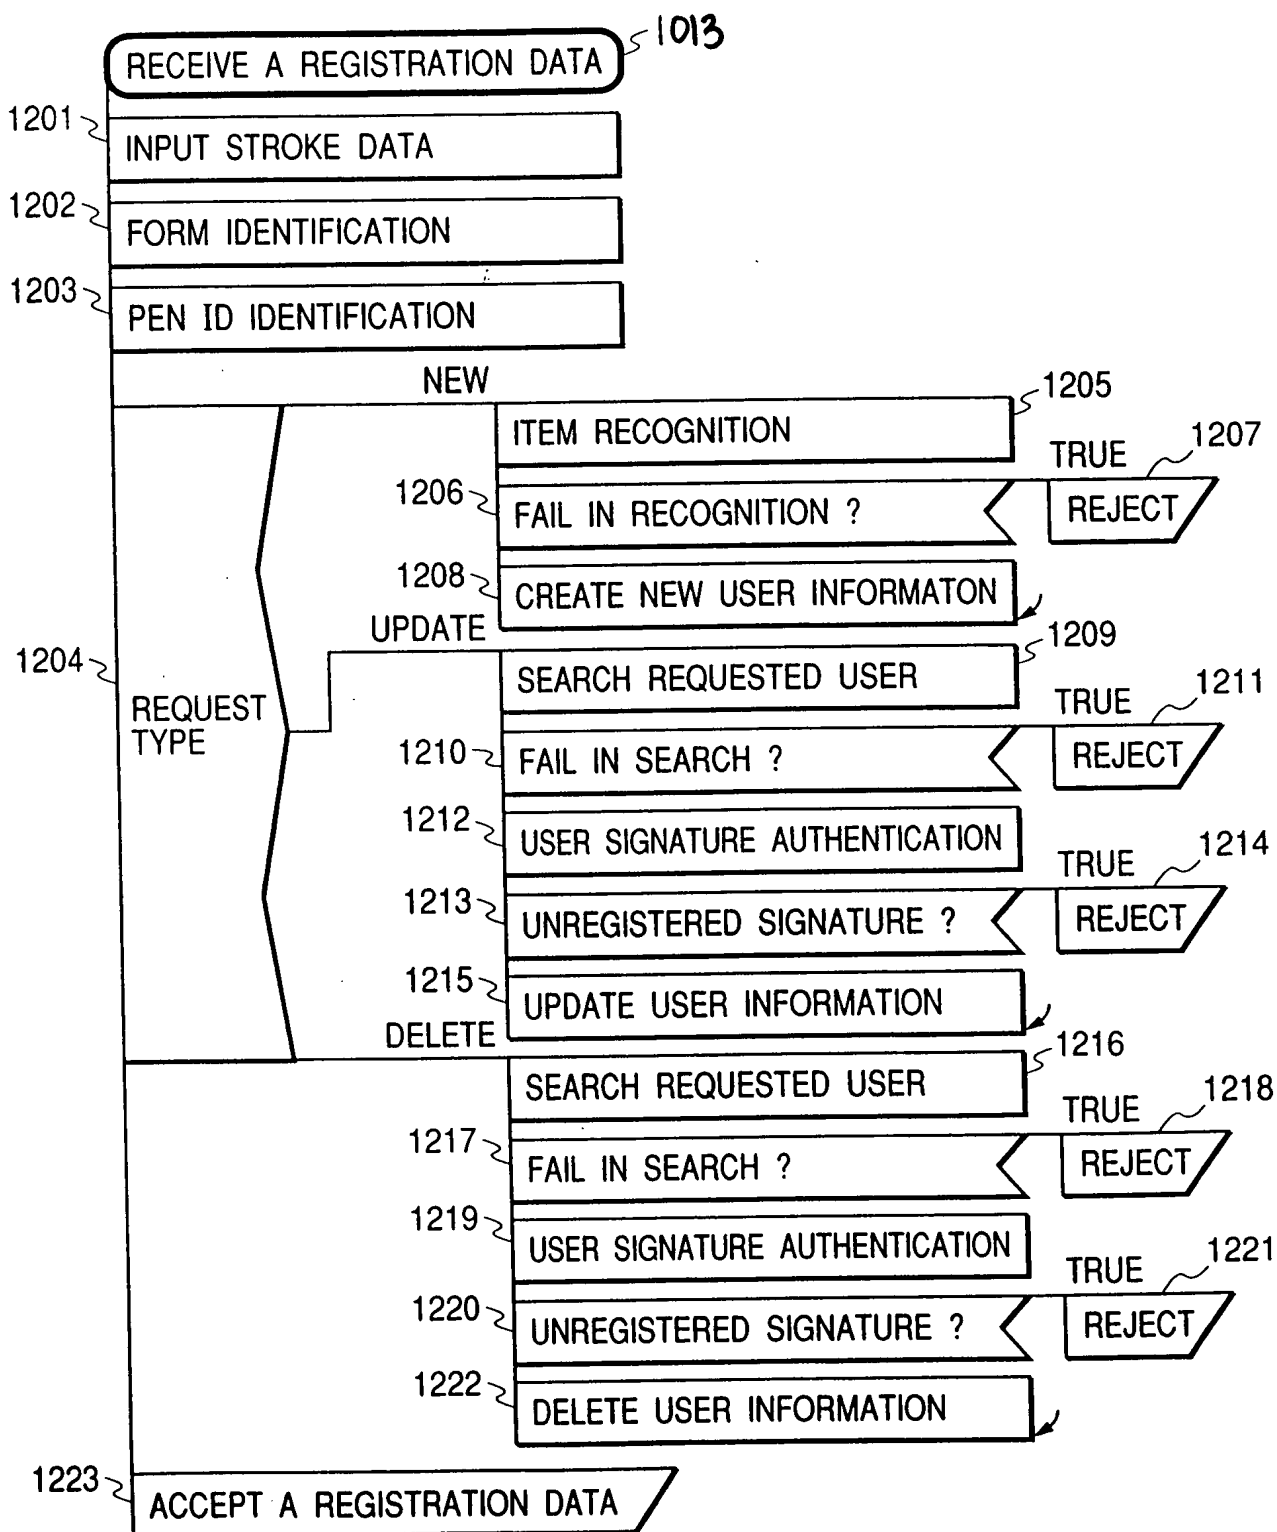 1013
RECEIVE A REGISTRATION DATA
1201
INPUT STROKE DATA
1202
FORM IDENTIFICATION
1203
PEN ID IDENTIFICATION
NEW
1205
ITEM RECOGNITION
TRUE
1207
1206
FAIL IN RECOGNITION ?
REJECT
1208
CREATE NEW USER INFORMATON
UPDATE
1204
1209
SEARCH REQUESTED USER
REQUEST
TYPE
TRUE
1211
1210
FAIL IN SEARCH ?
REJECT
1212
USER SIGNATURE AUTHENTICATION
TRUE
1214
1213
UNREGISTERED SIGNATURE ?
REJECT
1215
UPDATE USER INFORMATION
DELETE
1216
SEARCH REQUESTED USER
TRUE
1218
1217
FAIL IN SEARCH ?
REJECT
1219
USER SIGNATURE AUTHENTICATION
TRUE
1221
1220
UNREGISTERED SIGNATURE ?
REJECT
1222
DELETE USER INFORMATION
1223
ACCEPT A REGISTRATION DATA